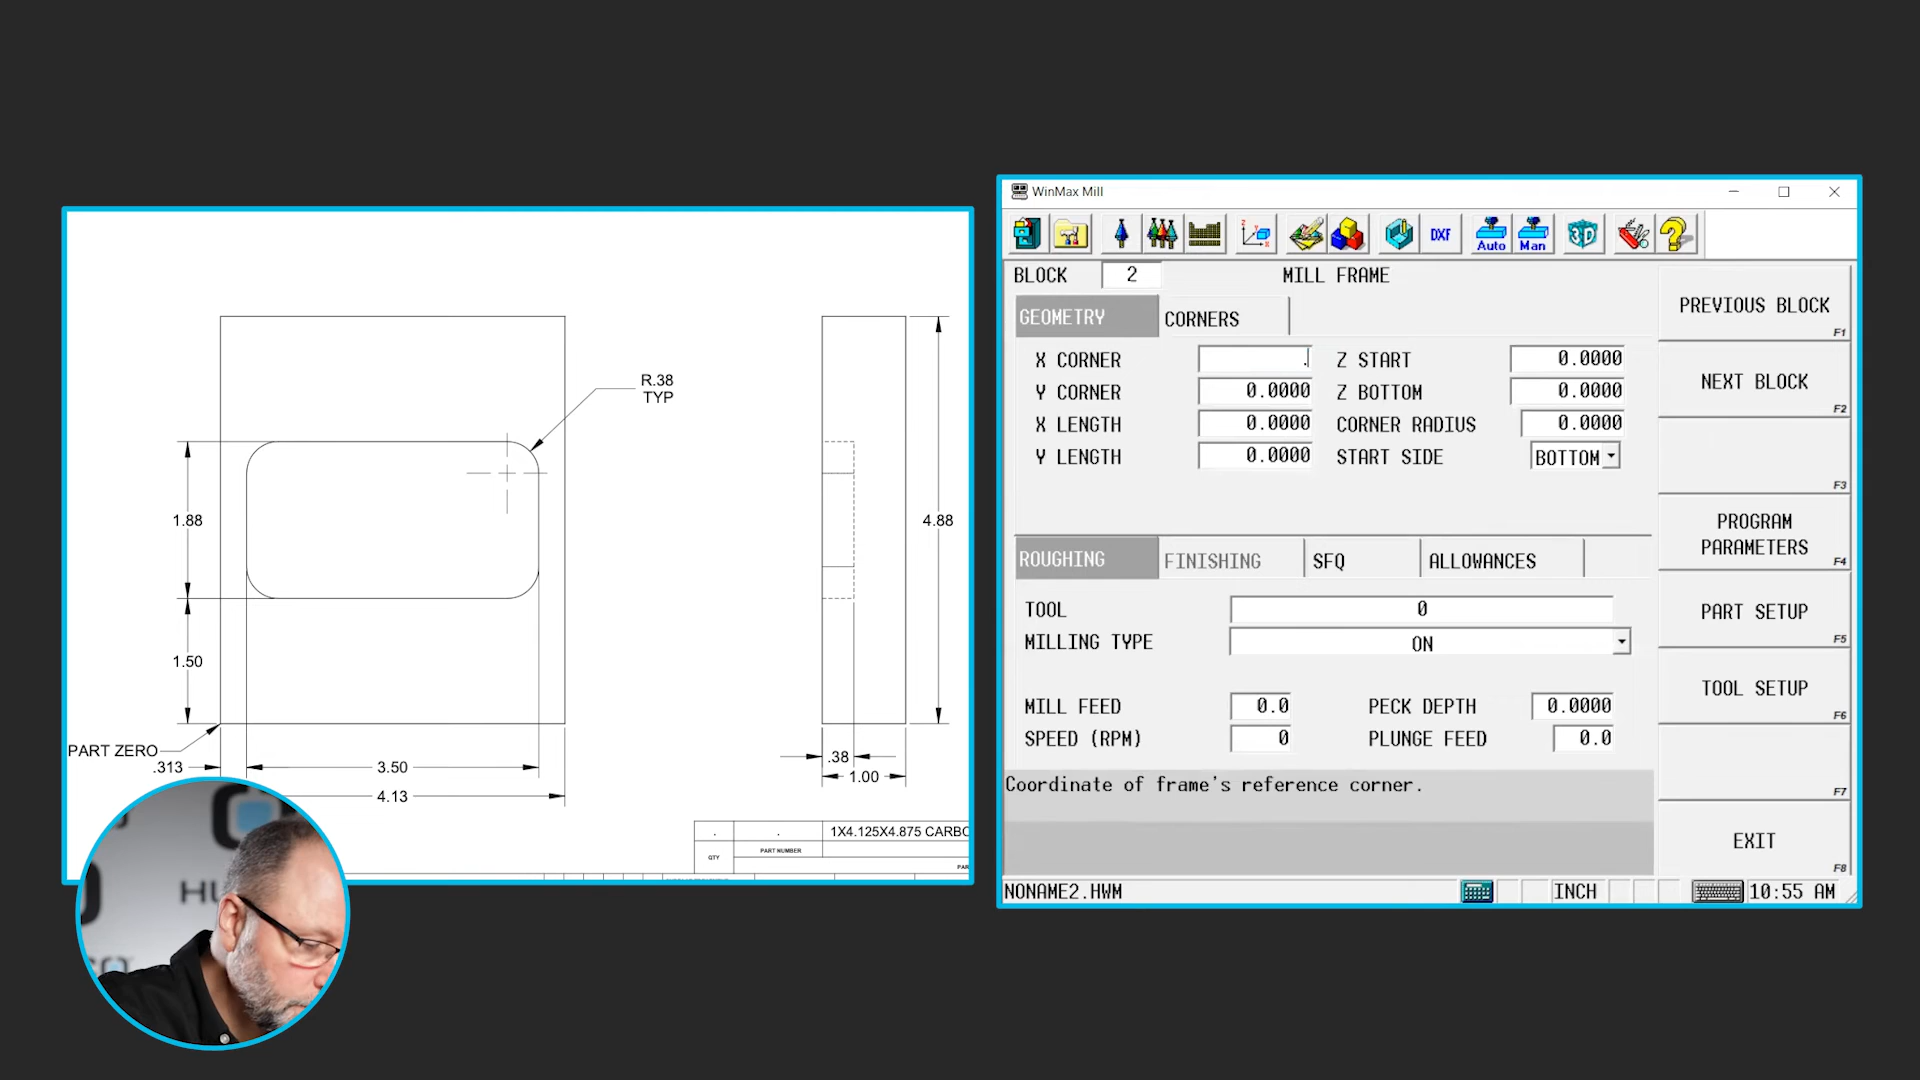 R.38
TYP
1.88
1.50
4.88
PART ZERO
.313
3.50
4.13
.38
1.00
. . 1X4.125X4.875 CARBO
QTY PART NUMBER
PAR
WinMax Mill
DXF Auto Man 3D
BLOCK 2 MILL FRAME
GEOMETRY CORNERS
X CORNER . Z START 0.0000
Y CORNER 0.0000 Z BOTTOM 0.0000
X LENGTH 0.0000 CORNER RADIUS 0.0000
Y LENGTH 0.0000 START SIDE BOTTOM
ROUGHING FINISHING SFQ ALLOWANCES
TOOL 0
MILLING TYPE ON
MILL FEED 0.0 PECK DEPTH 0.0000
SPEED (RPM) 0 PLUNGE FEED 0.0
Coordinate of frame's reference corner.
PREVIOUS BLOCK
F1
NEXT BLOCK
F2
F3
PROGRAM
PARAMETERS
F4
PART SETUP
F5
TOOL SETUP
F6
F7
EXIT
F8
NONAME2.HWM INCH 10:55 AM